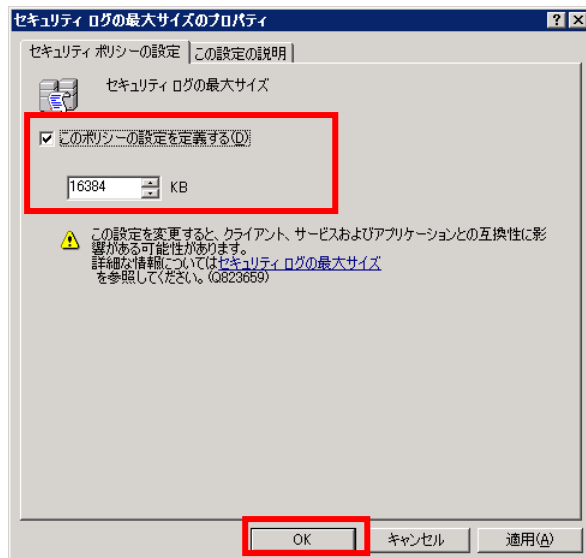 セキュリティ ログの最大サイズのプロパティ
セキュリティ ポリシーの設定 この設定の説明
セキュリティ ログの最大サイズ
このポリシーの設定を定義する(D)
16384 KB
この設定を変更すると、クライアント、サービスおよびアプリケーションとの互換性に影
響がある可能性があります。
詳細な情報についてはセキュリティ ログの最大サイズ
を参照してください。(Q823659)
OK キャンセル 適用(A)